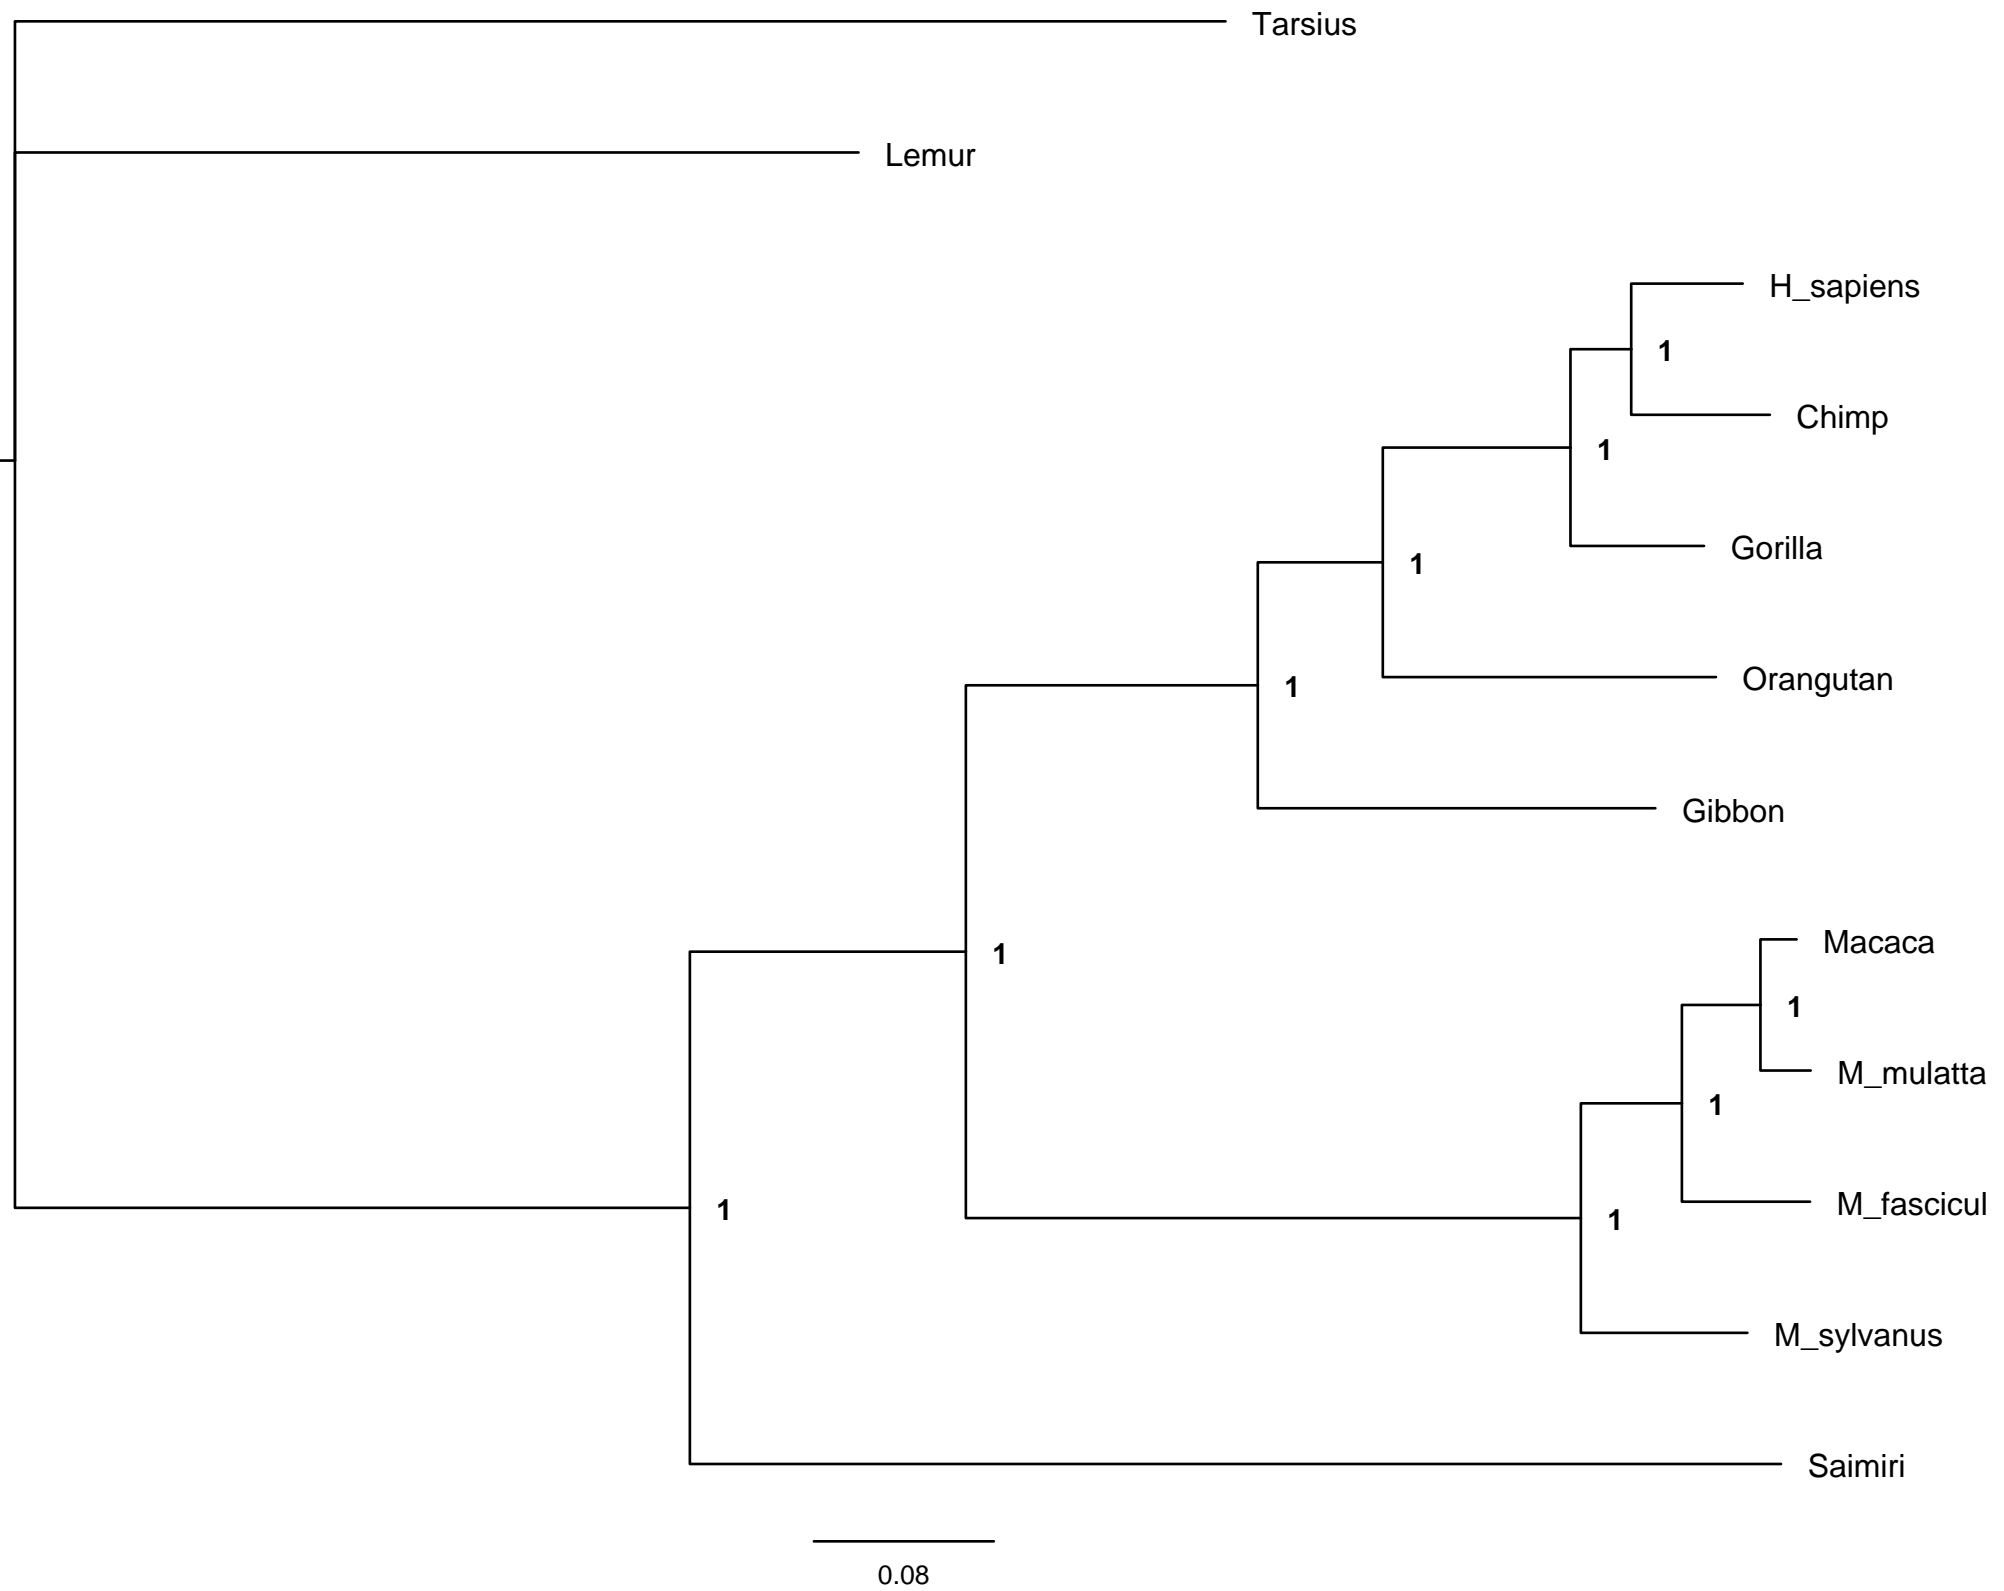 Tarsius
Lemur
H_sapiens
1
Chimp
1
Gorilla
1
Orangutan
1
Gibbon
Macaca
1
1
M_mulatta
1
M_fascicul
1
1
M_sylvanus
Saimiri
0.08